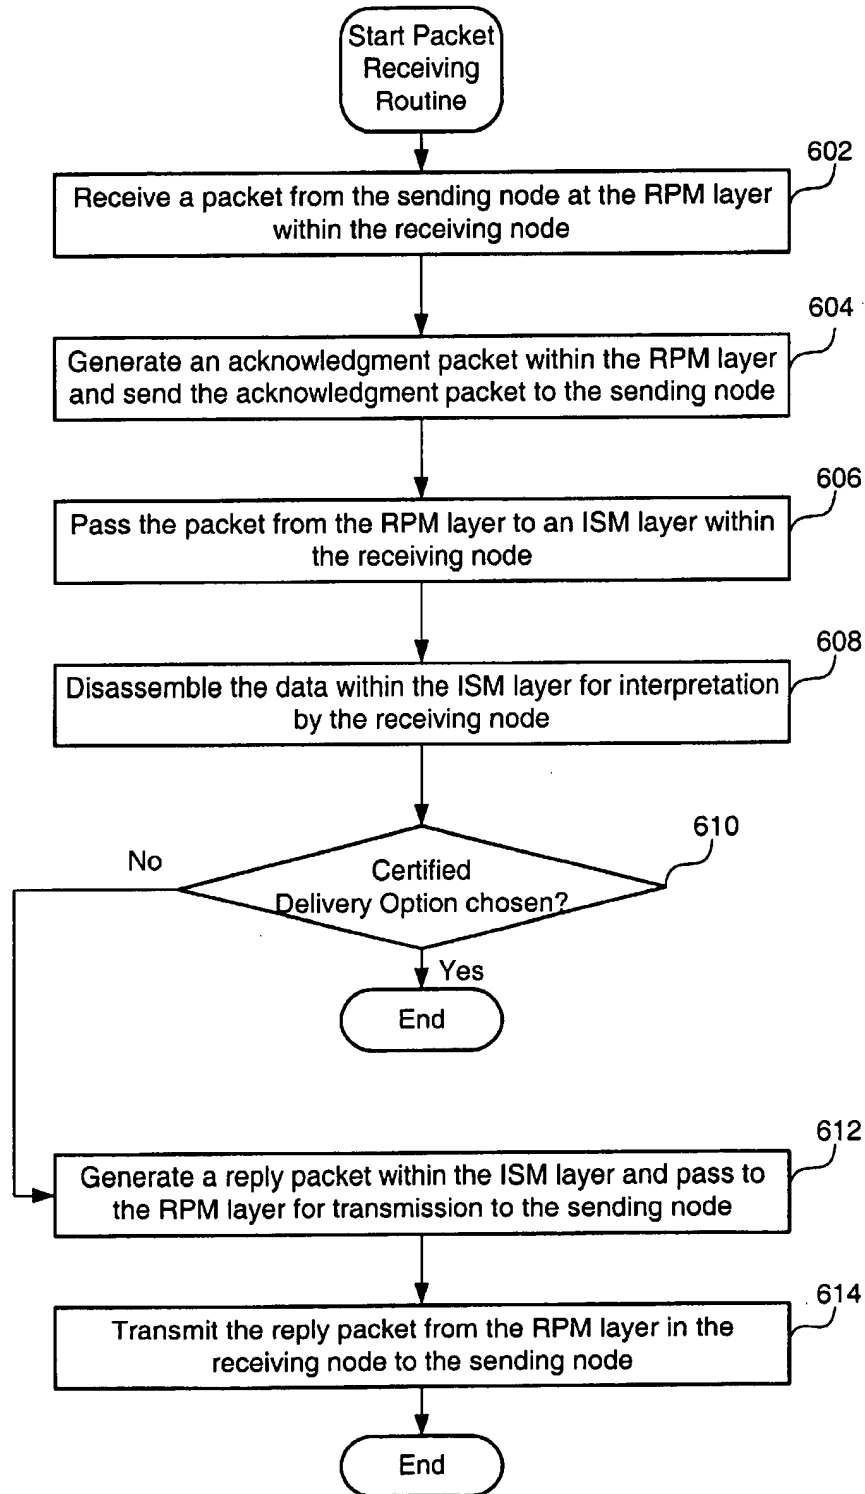 Start Packet
Receiving
Routine
602
Receive a packet from the sending node at the RPM layer
within the receiving node
604
Generate an acknowledgment packet within the RPM layer
and send the acknowledgment packet to the sending node
606
Pass the packet from the RPM layer to an ISM layer within
the receiving node
608
Disassemble the data within the ISM layer for interpretation
by the receiving node
610
No
Certified
Delivery Option chosen?
Yes
End
612
Generate a reply packet within the ISM layer and pass to
the RPM layer for transmission to the sending node
614
Transmit the reply packet from the RPM layer in the
receiving node to the sending node
End